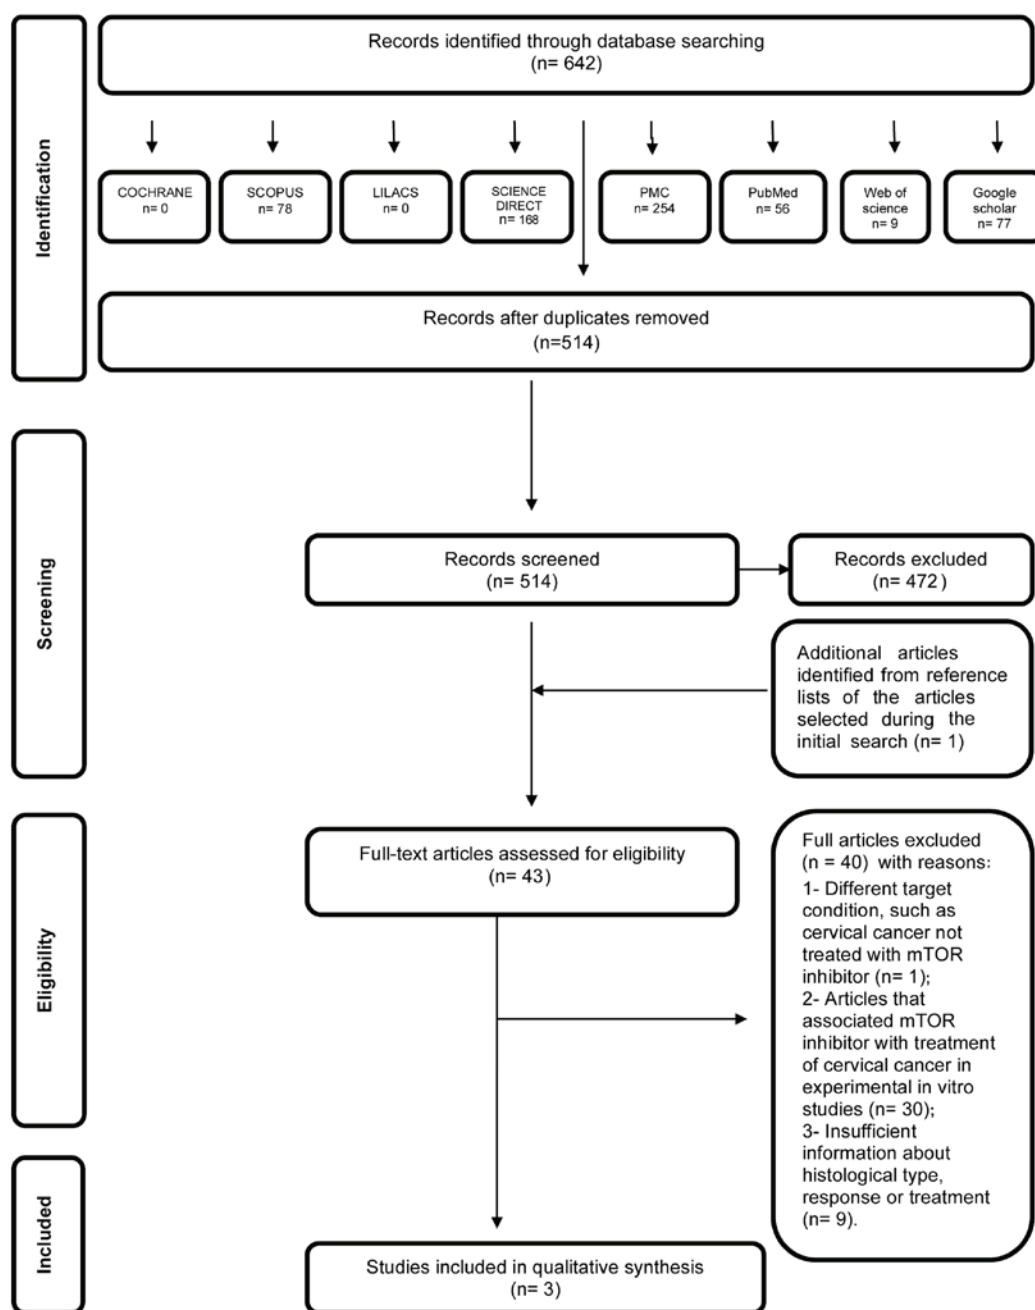 Identification
Records identified through database searching
(n= 642)
COCHRANE
n= 0
SCOPUS
n= 78
LILACS
n= 0
SCIENCE
DIRECT
n= 168
PMC
n= 254
PubMed
n= 56
Web of
science
n= 9
Google
scholar
n= 77
Records after duplicates removed
(n=514)
Screening
Records screened
(n= 514)
Records excluded
(n= 472)
Additional articles
identified from reference
lists of the articles
selected during the
initial search (n= 1)
Eligibility
Full-text articles assessed for eligibility
(n= 43)
Full articles excluded
(n = 40) with reasons:
1- Different target
condition, such as
cervical cancer not
treated with mTOR
inhibitor (n= 1);
2- Articles that
associated mTOR
inhibitor with treatment
of cervical cancer in
experimental in vitro
studies (n= 30);
3- Insufficient
information about
histological type,
response or treatment
(n= 9).
Included
Studies included in qualitative synthesis
(n= 3)